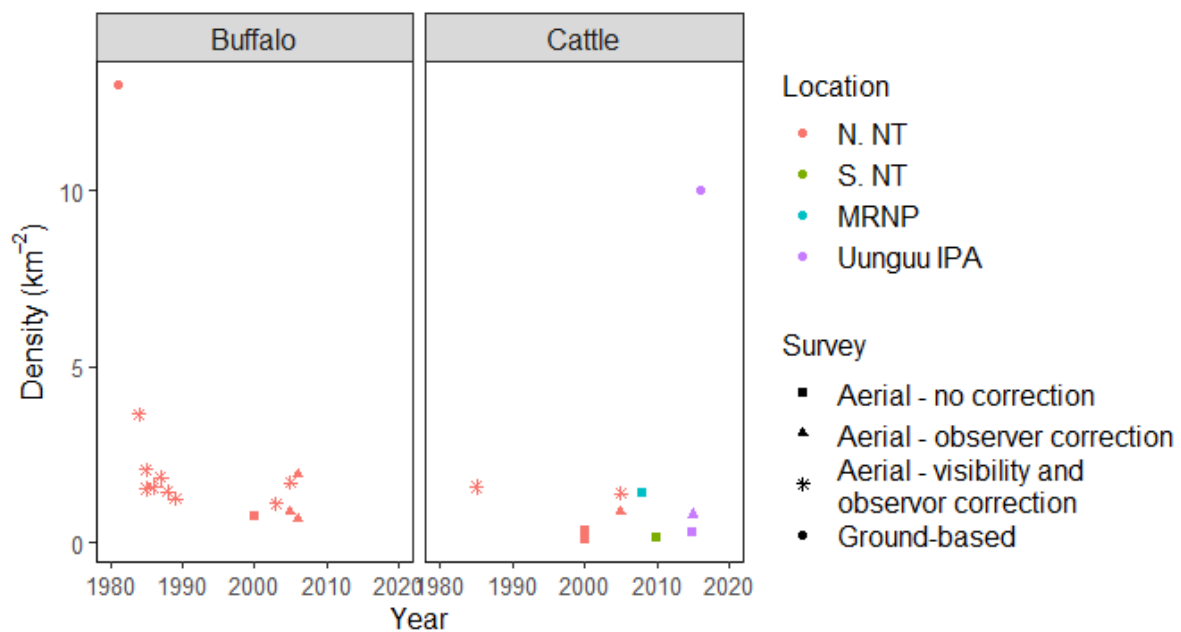 Buffalo
Cattle
10
5
0
Density (km⁻²)
1980 1990 2000 2010 2020
1980 1990 2000 2010 2020
Year
Location
N. NT
S. NT
MRNP
Uunguu IPA
Survey
Aerial - no correction
Aerial - observer correction
Aerial - visibility and
observor correction
Ground-based